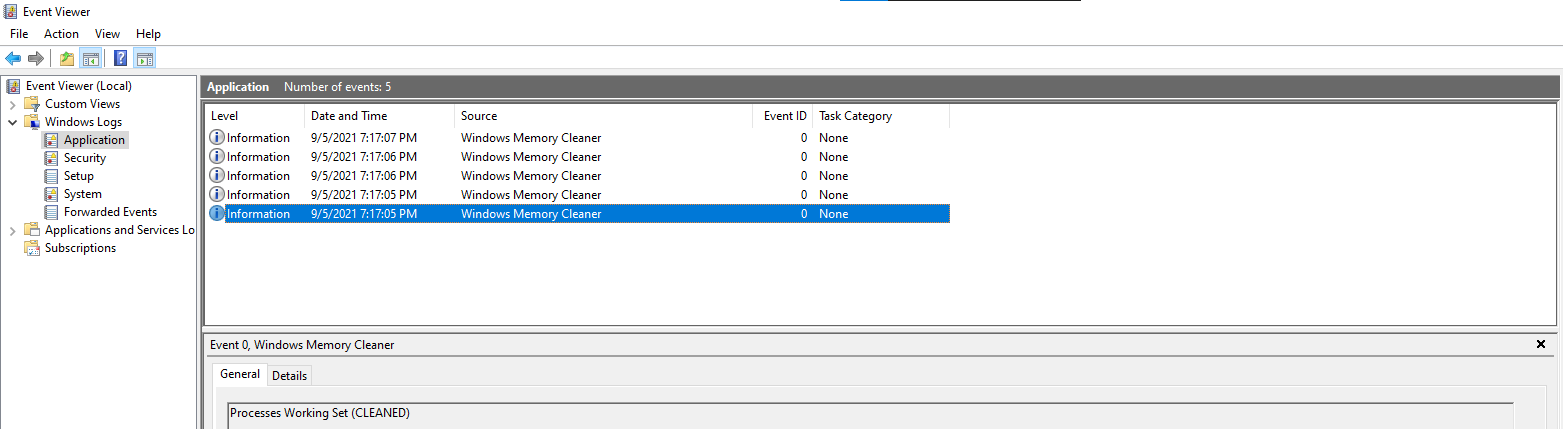 Event Viewer
File Action View Help
Event Viewer (Local)
Custom Views
Windows Logs
Application
Security
Setup
System
Forwarded Events
Applications and Services Lo
Subscriptions
Application Number of events: 5
Level Date and Time Source Event ID Task Category
Information 9/5/2021 7:17:07 PM Windows Memory Cleaner 0 None
Information 9/5/2021 7:17:06 PM Windows Memory Cleaner 0 None
Information 9/5/2021 7:17:06 PM Windows Memory Cleaner 0 None
Information 9/5/2021 7:17:05 PM Windows Memory Cleaner 0 None
Information 9/5/2021 7:17:05 PM Windows Memory Cleaner 0 None
Event 0, Windows Memory Cleaner
General Details
Processes Working Set (CLEANED)